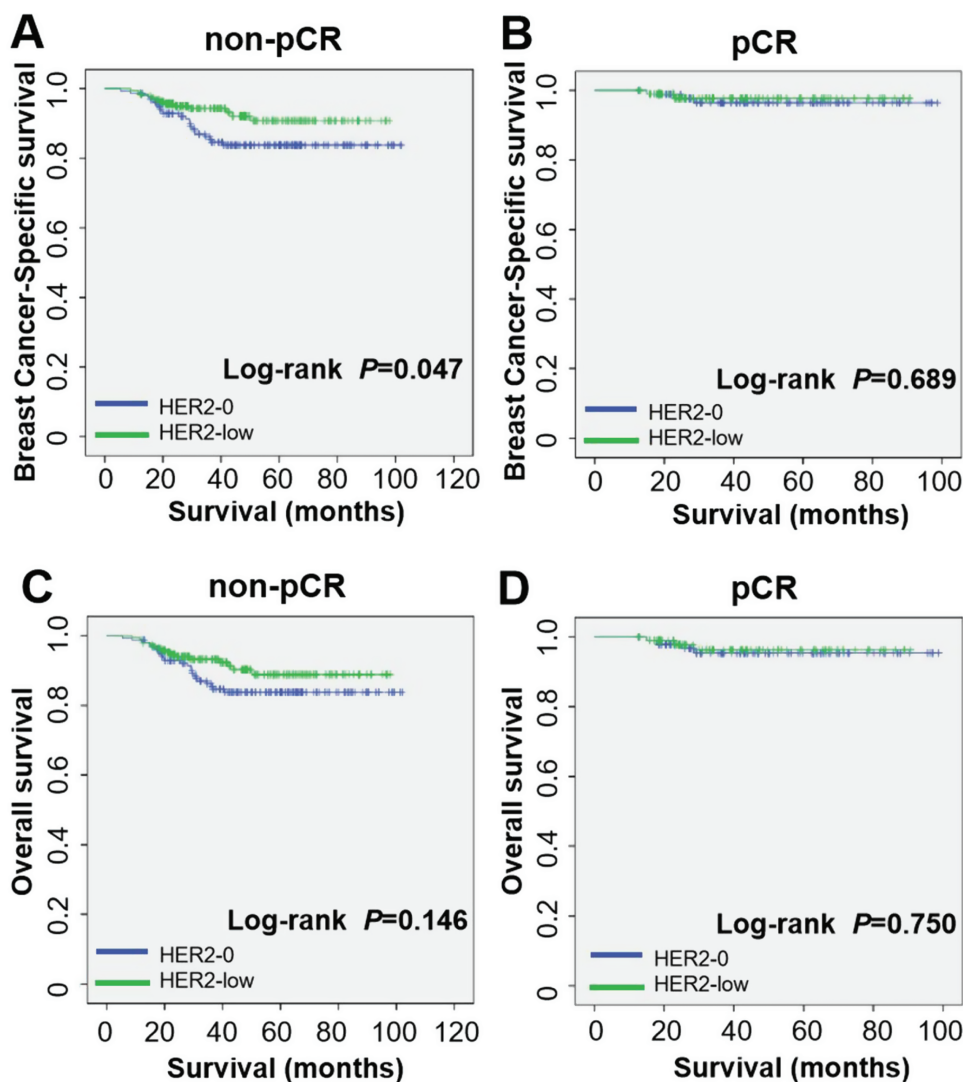 A
non-pCR
Breast Cancer-Specific survival
1.0
0.8
0.6
0.4
0.2
0
Log-rank P=0.047
HER2-0
HER2-low
0 20 40 60 80 100 120
Survival (months)
B
pCR
Breast Cancer-Specific survival
1.0
0.8
0.6
0.4
0.2
0
Log-rank P=0.689
HER2-0
HER2-low
0 20 40 60 80 100
Survival (months)
C
non-pCR
Overall survival
1.0
0.8
0.6
0.4
0.2
0
Log-rank P=0.146
HER2-0
HER2-low
0 20 40 60 80 100 120
Survival (months)
D
pCR
Overall survival
1.0
0.8
0.6
0.4
0.2
0
Log-rank P=0.750
HER2-0
HER2-low
0 20 40 60 80 100
Survival (months)